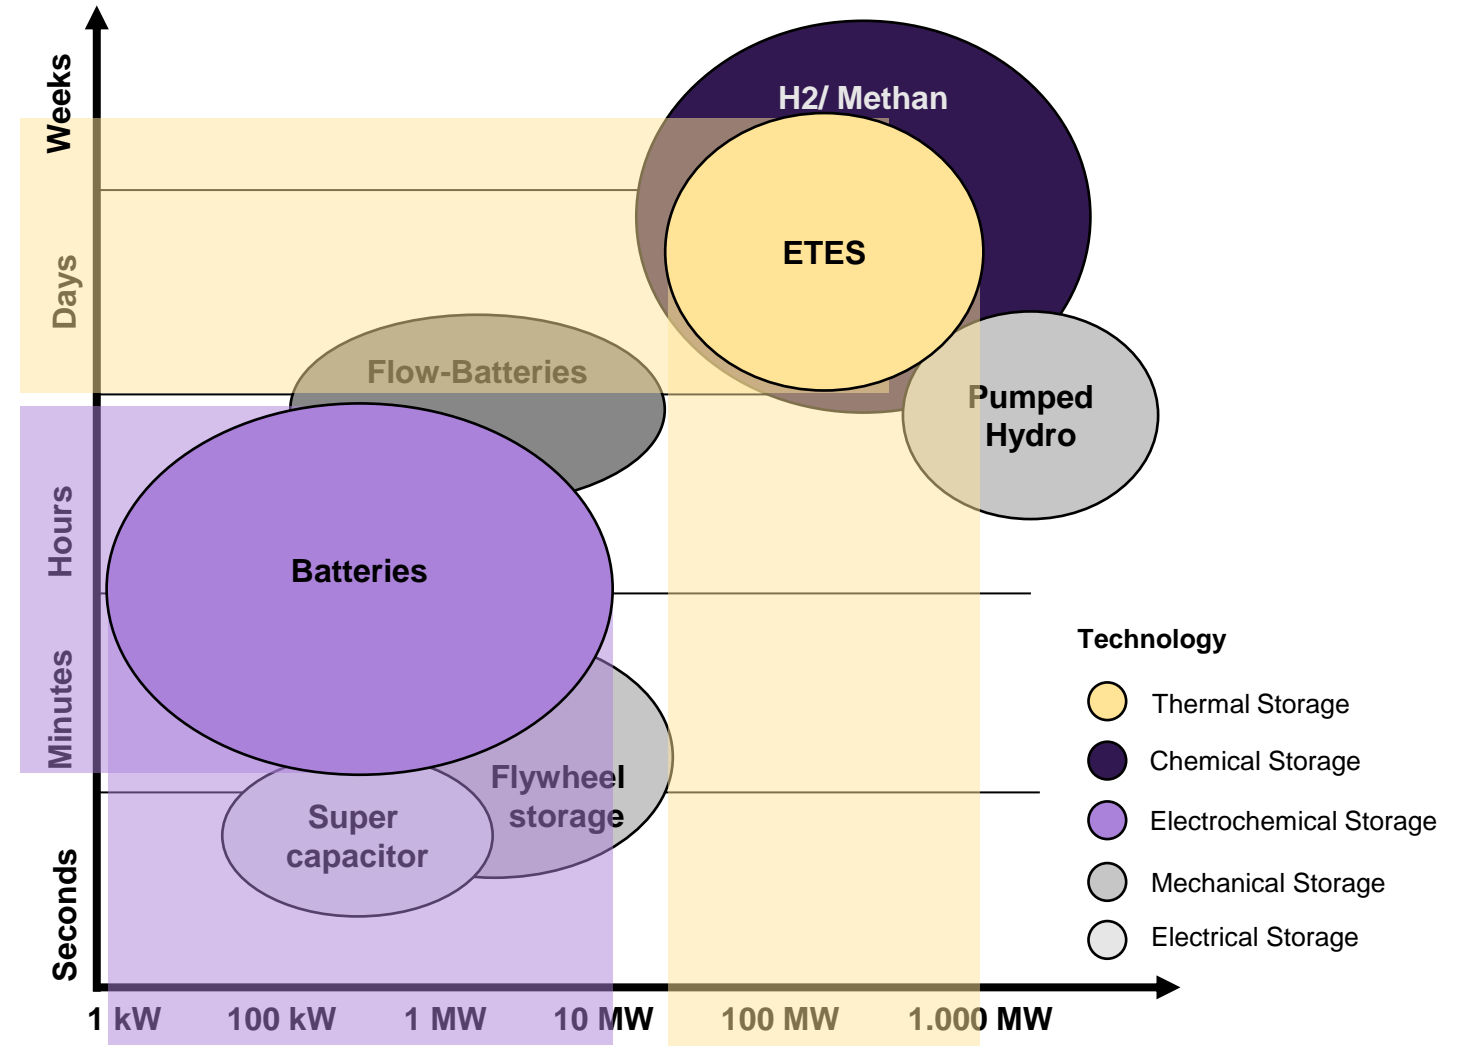 Weeks
Days
Hours
Minutes
Seconds
H2/ Methan
ETES
Flow-Batteries
Pumped
Hydro
Batteries
Flywheel
storage
Super
capacitor
1 kW
100 kW
1 MW
10 MW
100 MW
1.000 MW
Technology
Thermal Storage
Chemical Storage
Electrochemical Storage
Mechanical Storage
Electrical Storage